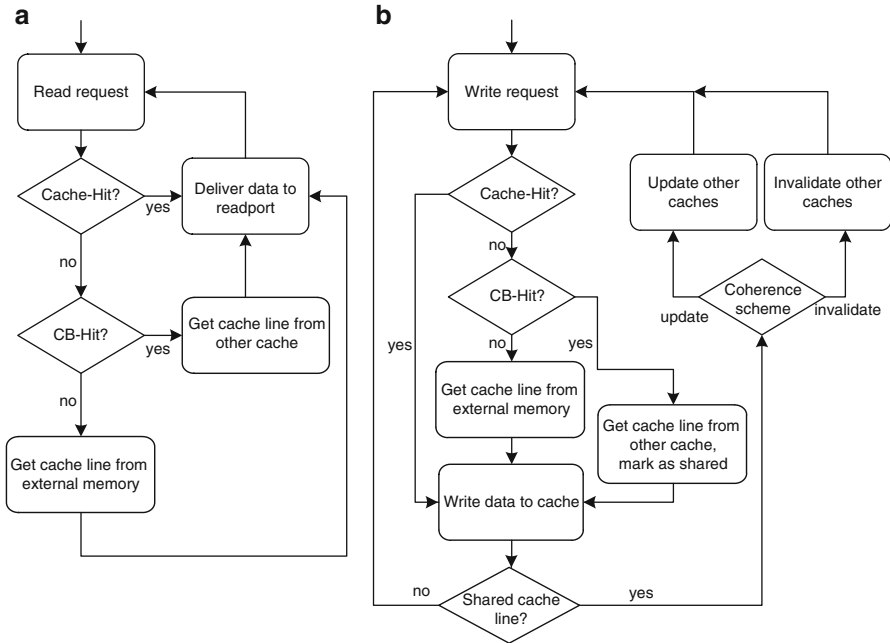 a
Read request
Cache-Hit?
yes
Deliver data to
readport
no
CB-Hit?
yes
Get cache line from
other cache
no
Get cache line from
external memory
b
Write request
Cache-Hit?
yes
no
CB-Hit?
no
yes
Get cache line from
external memory
Get cache line from
other cache,
mark as shared
Write data to cache
Shared cache
line?
no
yes
Coherence
scheme
update
invalidate
Update other
caches
Invalidate other
caches